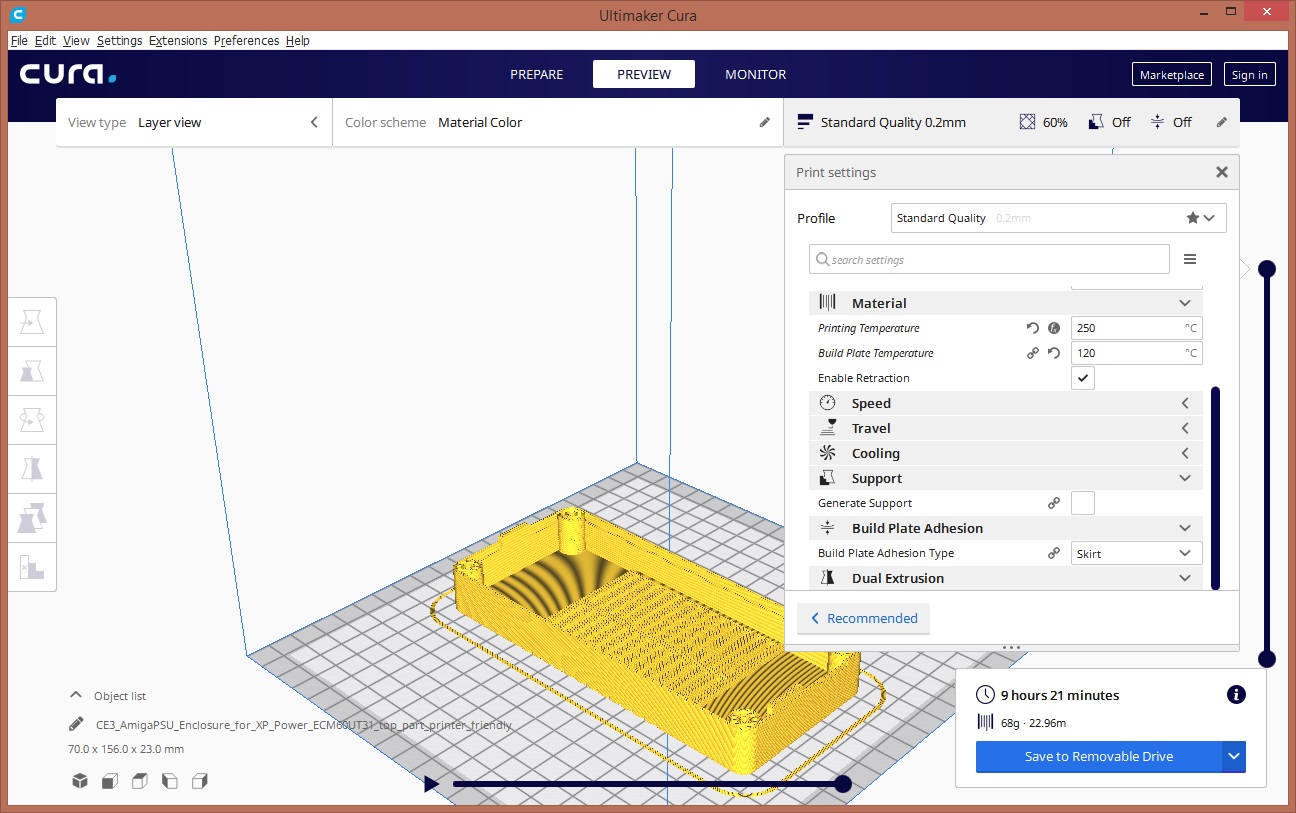 Ultimaker Cura
File Edit View Settings Extensions Preferences Help
cura.
PREPARE PREVIEW MONITOR
Marketplace Sign in
View type Layer view
Color scheme Material Color
Standard Quality 0.2mm 60% Off Off
Print settings
Profile Standard Quality 0.2mm
search settings
Material
Printing Temperature 250 °C
Build Plate Temperature 120 °C
Enable Retraction
Speed
Travel
Cooling
Support
Generate Support
Build Plate Adhesion
Build Plate Adhesion Type Skirt
Dual Extrusion
Recommended
Object list
CE3_AmigaPSU_Enclosure_for_XP_Power_ECM60UT31_top_part_printer_friendly
70.0 x 156.0 x 23.0 mm
9 hours 21 minutes
68g · 22.96m
Save to Removable Drive